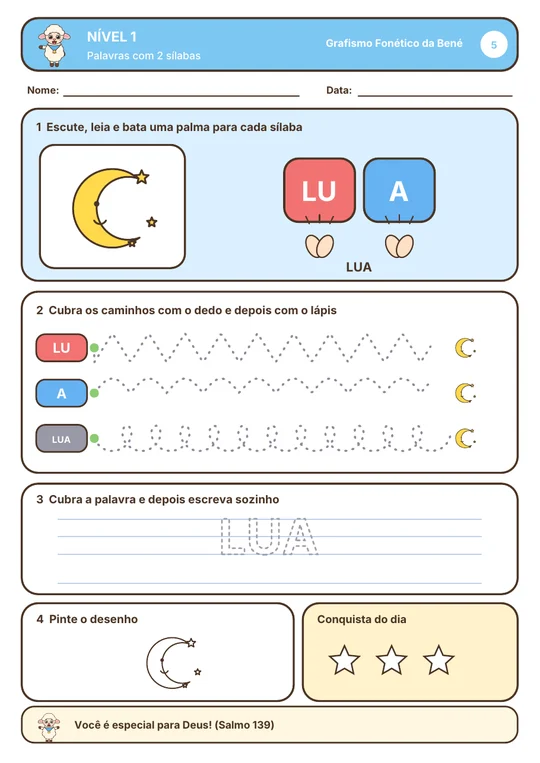 NÍVEL 1
Palavras com 2 sílabas
Grafismo Fonético da Bené
5
Nome:
Data:
1 Escute, leia e bata uma palma para cada sílaba
LU A
LUA
2 Cubra os caminhos com o dedo e depois com o lápis
LU
A
LUA
3 Cubra a palavra e depois escreva sozinho
LUA
4 Pinte o desenho
Conquista do dia
Você é especial para Deus! (Salmo 139)